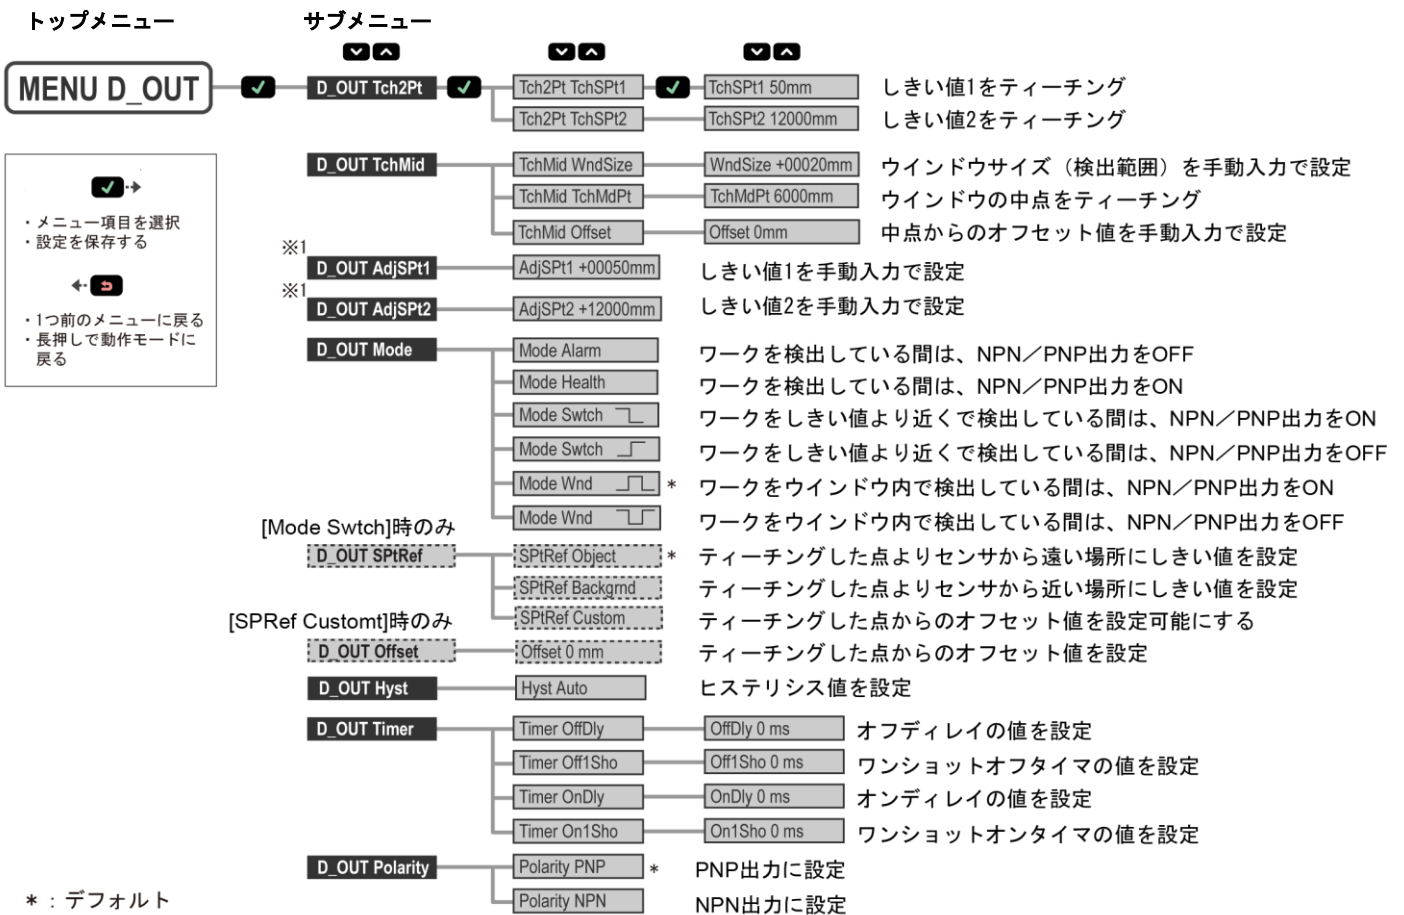 トップメニュー サブメニュー
MENU D_OUT D_OUT Tch2Pt Tch2Pt TchSPt1 TchSPt1 50mm しきい値1をティーチング
Tch2Pt TchSPt2 TchSPt2 12000mm しきい値2をティーチング
D_OUT TchMid TchMid WndSize WndSize +00020mm ウインドウサイズ（検出範囲）を手動入力で設定
TchMid TchMdPt TchMdPt 6000mm ウインドウの中点をティーチング
TchMid Offset Offset 0mm 中点からのオフセット値を手動入力で設定
・メニュー項目を選択
・設定を保存する
・1つ前のメニューに戻る
・長押しで動作モードに
戻る
※1
D_OUT AdjSPt1 AdjSPt1 +00050mm しきい値1を手動入力で設定
※1
D_OUT AdjSPt2 AdjSPt2 +12000mm しきい値2を手動入力で設定
D_OUT Mode Mode Alarm ワークを検出している間は、NPN／PNP出力をOFF
Mode Health ワークを検出している間は、NPN／PNP出力をON
Mode Swtch ワークをしきい値より近くで検出している間は、NPN／PNP出力をON
Mode Swtch ワークをしきい値より近くで検出している間は、NPN／PNP出力をOFF
Mode Wnd * ワークをウインドウ内で検出している間は、NPN／PNP出力をON
Mode Wnd ワークをウインドウ内で検出している間は、NPN／PNP出力をOFF
[Mode Swtch]時のみ
D_OUT SPtRef SPtRef Object * ティーチングした点よりセンサから遠い場所にしきい値を設定
SPtRef Backgrnd ティーチングした点よりセンサから近い場所にしきい値を設定
SPtRef Custom ティーチングした点からのオフセット値を設定可能にする
[SPRef Customt]時のみ
D_OUT Offset Offset 0 mm ティーチングした点からのオフセット値を設定
D_OUT Hyst Hyst Auto ヒステリシス値を設定
D_OUT Timer Timer OffDly OffDly 0 ms オフディレイの値を設定
Timer Off1Sho Off1Sho 0 ms ワンショットオフタイマの値を設定
Timer OnDly OnDly 0 ms オンディレイの値を設定
Timer On1Sho On1Sho 0 ms ワンショットオンタイマの値を設定
D_OUT Polarity Polarity PNP * PNP出力に設定
Polarity NPN NPN出力に設定
*：デフォルト